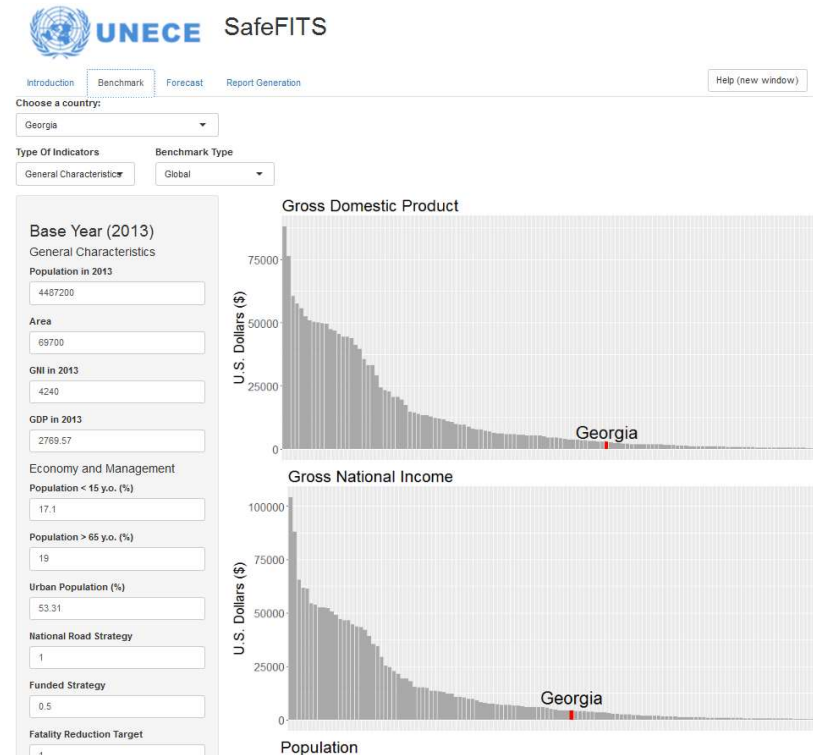 UNECE SafeFITS
Introduction Benchmark Forecast Report Generation Help (new window)
Choose a country:
Georgia
Type Of Indicators Benchmark Type
General Characteristics Global
Base Year (2013)
General Characteristics
Population in 2013
4487200
Area
69700
GNI in 2013
4240
GDP in 2013
2769.57
Economy and Management
Population < 15 y.o. (%)
17.1
Population > 65 y.o. (%)
19
Urban Population (%)
53.31
National Road Strategy
1
Funded Strategy
0.5
Fatality Reduction Target
Gross Domestic Product
U.S. Dollars ($)
75000
50000
25000
0
Georgia
Gross National Income
U.S. Dollars ($)
100000
75000
50000
25000
0
Georgia
Population